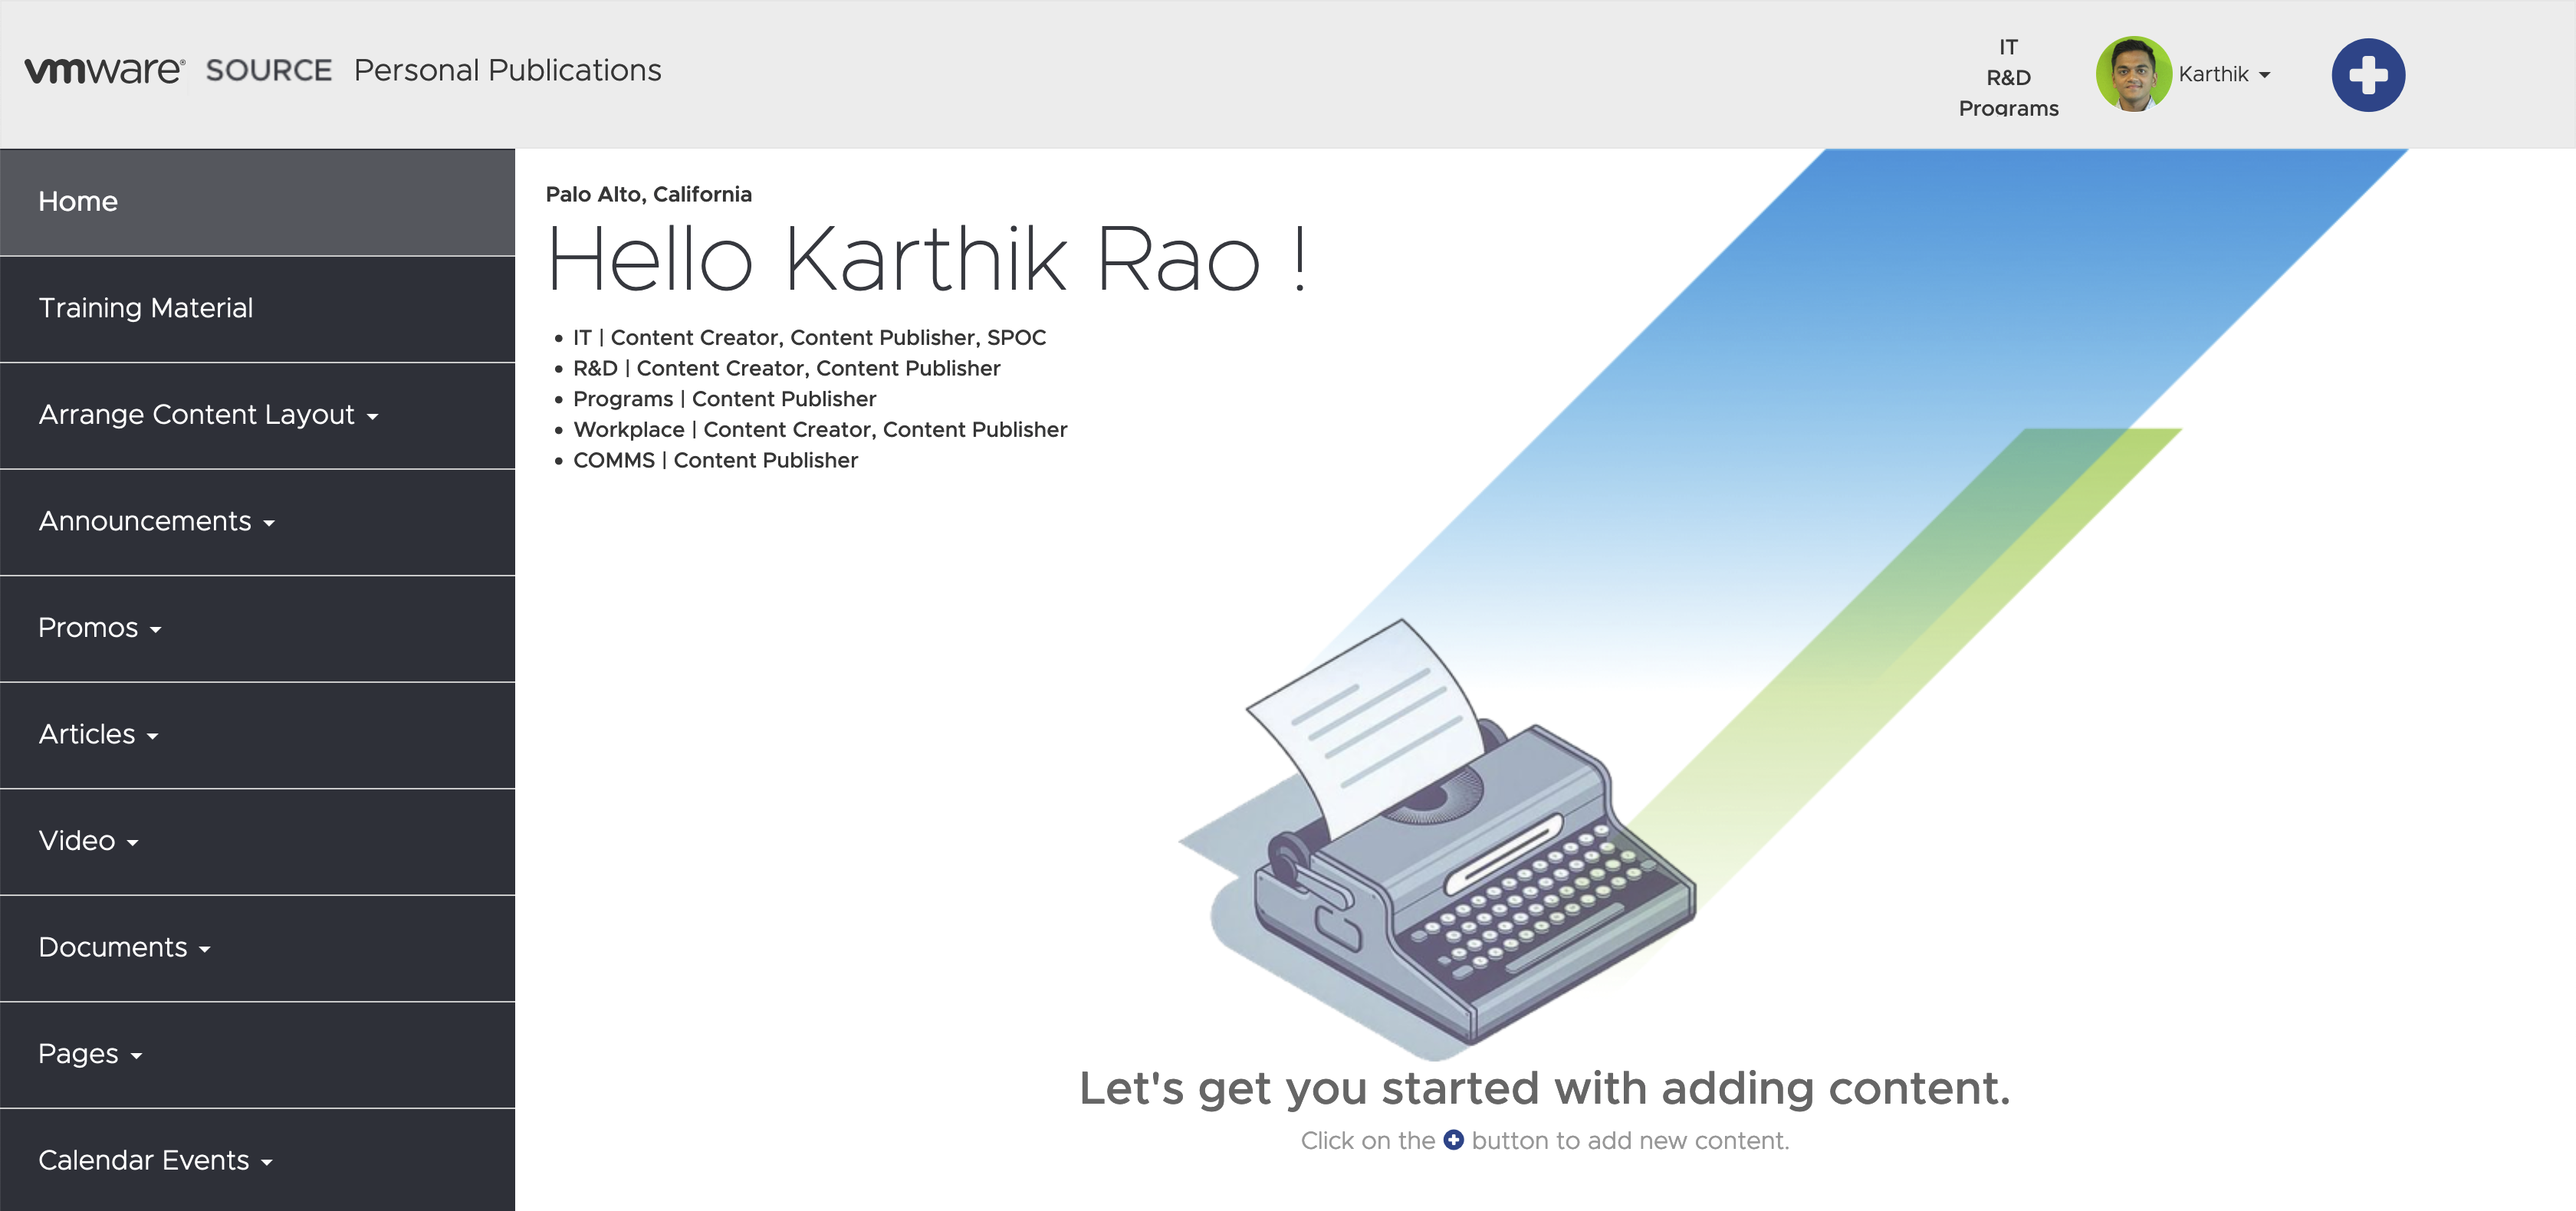 vmware® SOURCE Personal Publications
IT
R&D
Programs
Karthik
Home
Training Material
Arrange Content Layout
Announcements
Promos
Articles
Video
Documents
Pages
Calendar Events
Palo Alto, California
Hello Karthik Rao !
• IT | Content Creator, Content Publisher, SPOC
• R&D | Content Creator, Content Publisher
• Programs | Content Publisher
• Workplace | Content Creator, Content Publisher
• COMMS | Content Publisher
Let's get you started with adding content.
Click on the button to add new content.